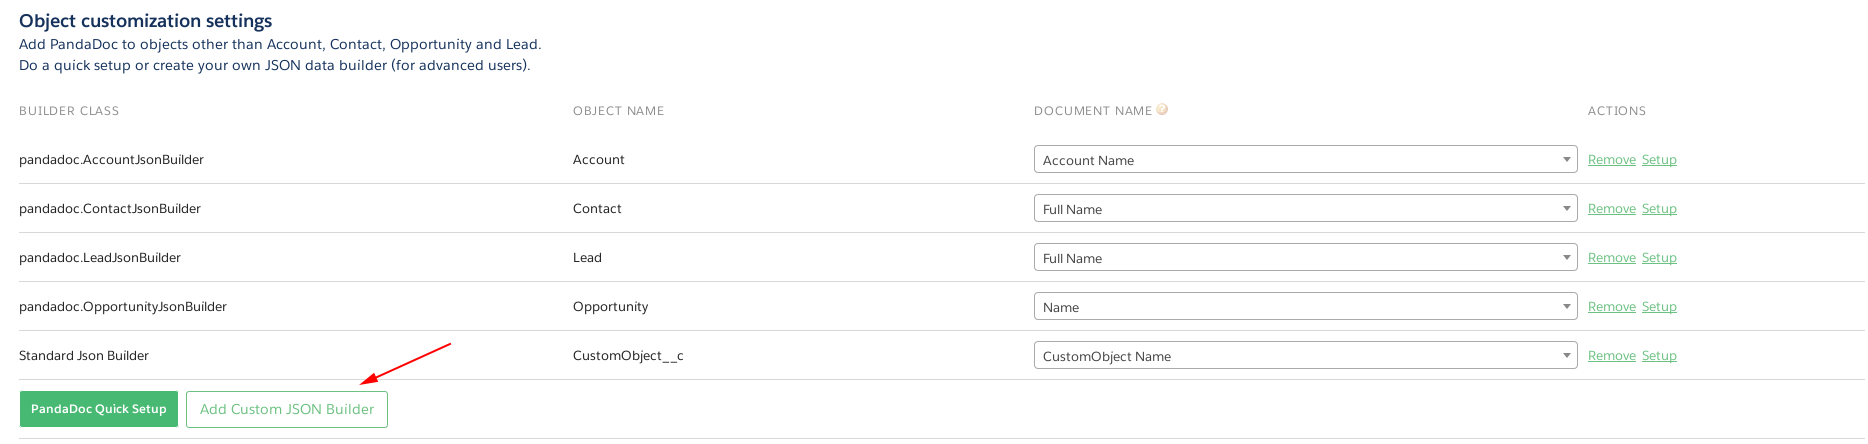 Object customization settings
Add PandaDoc to objects other than Account, Contact, Opportunity and Lead.
Do a quick setup or create your own JSON data builder (for advanced users).
BUILDER CLASS OBJECT NAME DOCUMENT NAME ? ACTIONS
pandadoc.AccountJsonBuilder Account Account Name Remove Setup
pandadoc.ContactJsonBuilder Contact Full Name Remove Setup
pandadoc.LeadJsonBuilder Lead Full Name Remove Setup
pandadoc.OpportunityJsonBuilder Opportunity Name Remove Setup
Standard Json Builder CustomObject__c CustomObject Name Remove Setup
PandaDoc Quick Setup Add Custom JSON Builder